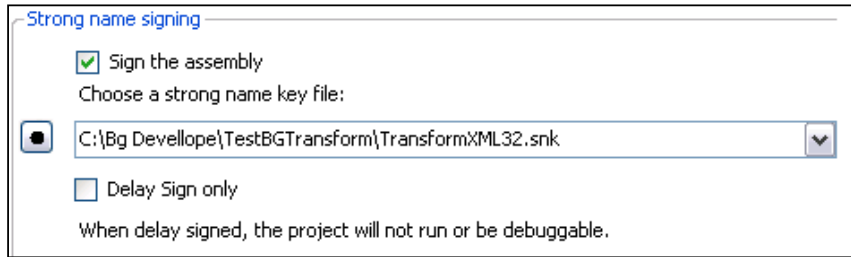 Strong name signing
Sign the assembly
Choose a strong name key file:
C:\Bg Devellope\TestBGTransform\TransformXML32.snk
Delay Sign only
When delay signed, the project will not run or be debuggable.